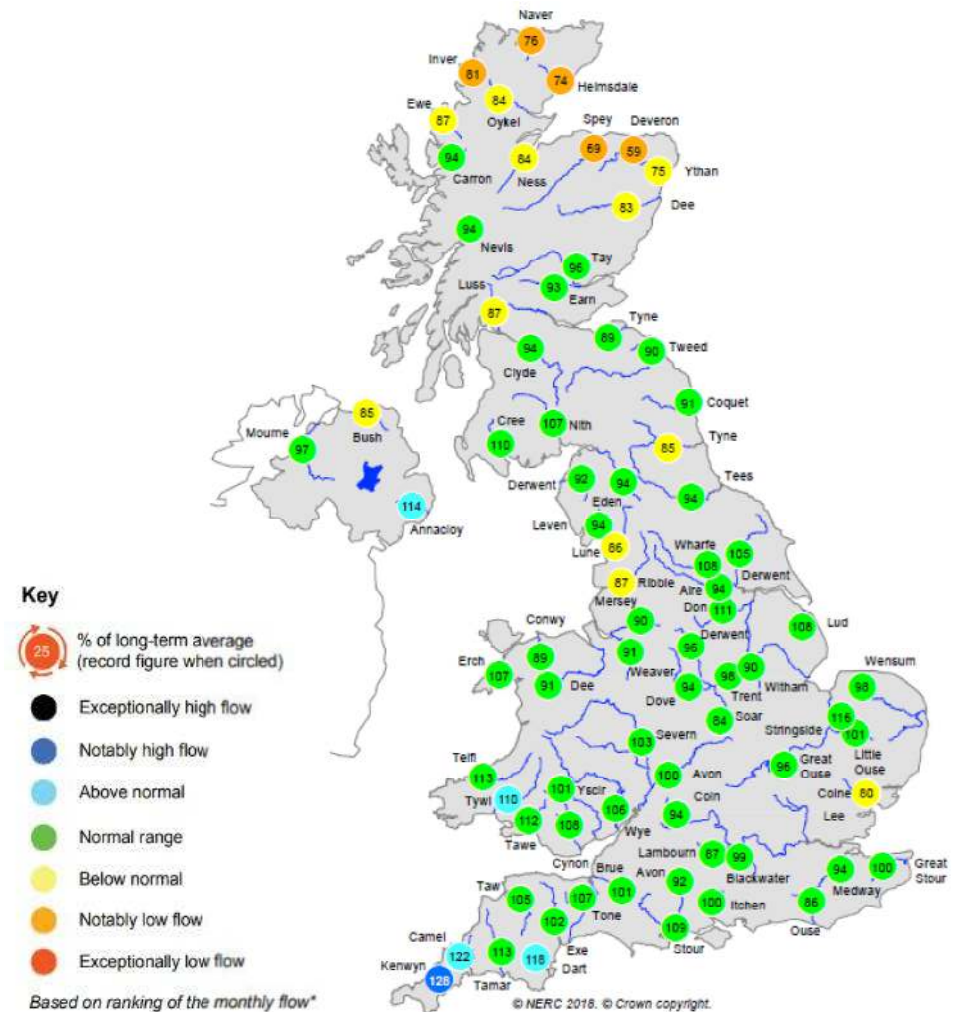 Naver
76
Inver
81
74
Helmsdale
84
Oykel
Ewe
87
Spey
Deveron
94
Carron
84
Ness
69
59
75
Ythan
83
Dee
94
Nevis
95
Tay
Luss
93
Earn
87
Tyne
89
94
Clyde
90
Tweed
91
Coquet
Cree
107
Nith
110
Tyne
85
Mourne
97
85
Bush
114
Annacloy
Derwent
92
94
Eden
Tees
94
Leven
94
Lune
86
Wharfe
108
105
Derwent
87
Ribble
Aire
94
Mersey
Don
111
Conwy
90
Derwent
96
108
Lud
Erch
89
91
Weaver
90
Witham
Wensum
107
91
Dee
Dove
94
98
Trent
98
84
Soar
Stringside
116
101
Little
Ouse
103
Severn
96
Great
Ouse
Teifi
113
100
Avon
Colne
80
Lee
Tywi
110
101
Yscir
Coln
94
112
Tawe
108
106
Wye
Cynon
Lambourn
87
99
Blackwater
94
Medway
100
Great
Stour
Brue
Avon
92
Taw
105
107
Tone
101
100
Itchen
86
Ouse
102
Exe
109
Stour
Camel
122
113
Tamar
118
Dart
Kenwyn
128
Key
25
% of long-term average
(record figure when circled)
Exceptionally high flow
Notably high flow
Above normal
Normal range
Below normal
Notably low flow
Exceptionally low flow
Based on ranking of the monthly flow*
© NERC 2018. © Crown copyright.